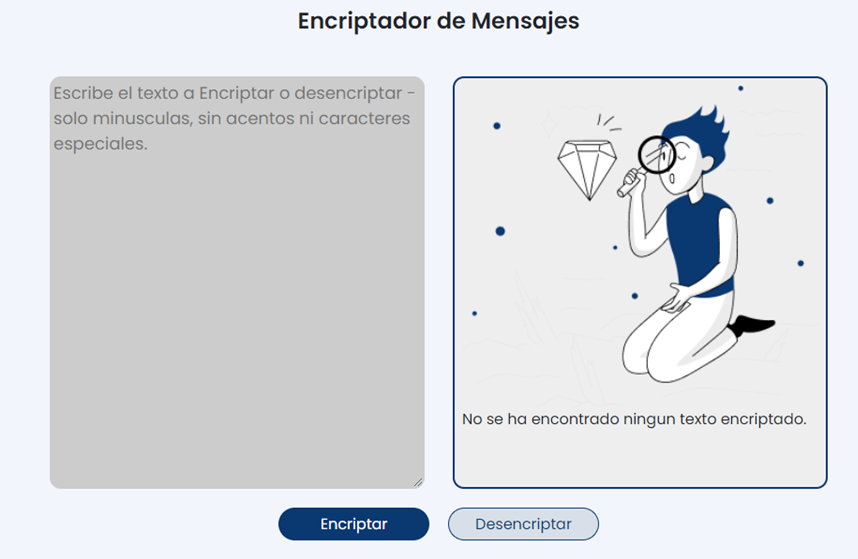 Encriptador de Mensajes
Escribe el texto a Encriptar o desencriptar -
solo minusculas, sin acentos ni caracteres
especiales.
No se ha encontrado ningun texto encriptado.
Encriptar
Desencriptar